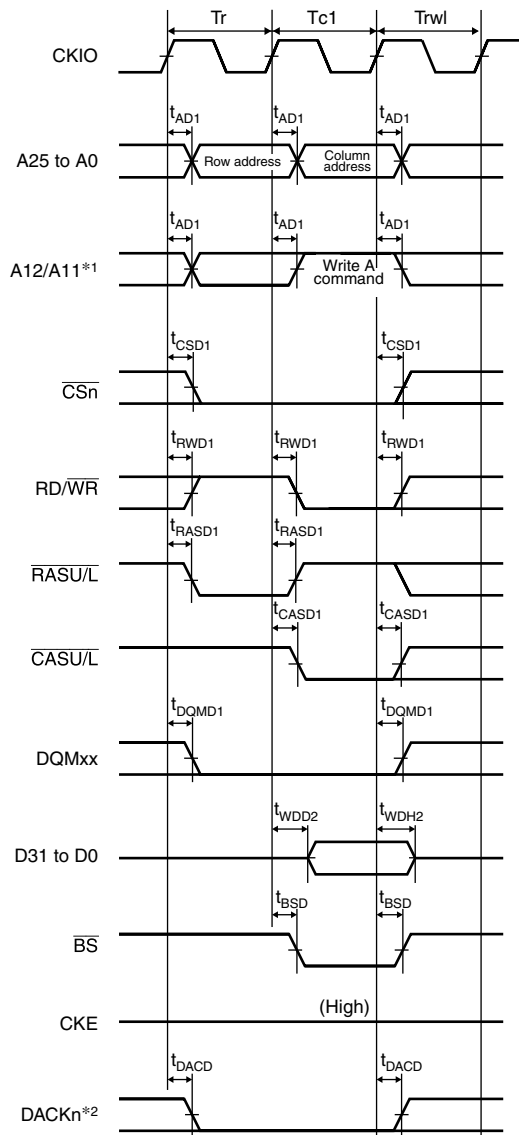 Tr Tc1 Trwl
CKIO
tAD1 tAD1 tAD1
A25 to A0 Row address Column address
tAD1 tAD1 tAD1
A12/A11*1 Write A command
tCSD1 tCSD1
CSn
tRWD1 tRWD1 tRWD1
RD/WR
tRASD1 tRASD1
RASU/L
tCASD1 tCASD1
CASU/L
tDQMD1 tDQMD1
DQMxx
tWDD2 tWDH2
D31 to D0
tBSD tBSD
BS
(High)
CKE
tDACD tDACD
DACKn*2